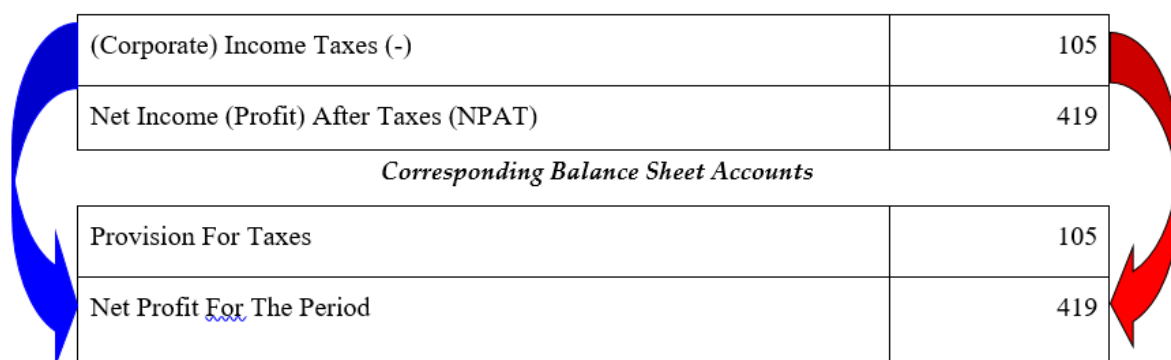 (Corporate) Income Taxes (-) 105
Net Income (Profit) After Taxes (NPAT) 419
Corresponding Balance Sheet Accounts
Provision For Taxes 105
Net Profit For The Period 419